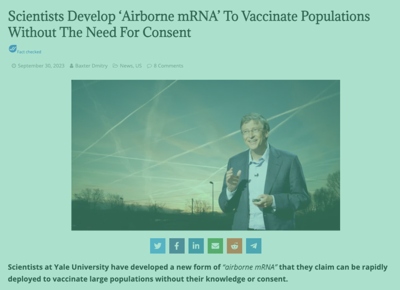 Scientists Develop ‘Airborne mRNA’ To Vaccinate Populations
Without The Need For Consent
Fact checked
September 30, 2023 Baxter Dmitry News, US 8 Comments
Scientists at Yale University have developed a new form of “airborne mRNA” that they claim can be rapidly
deployed to vaccinate large populations without their knowledge or consent.